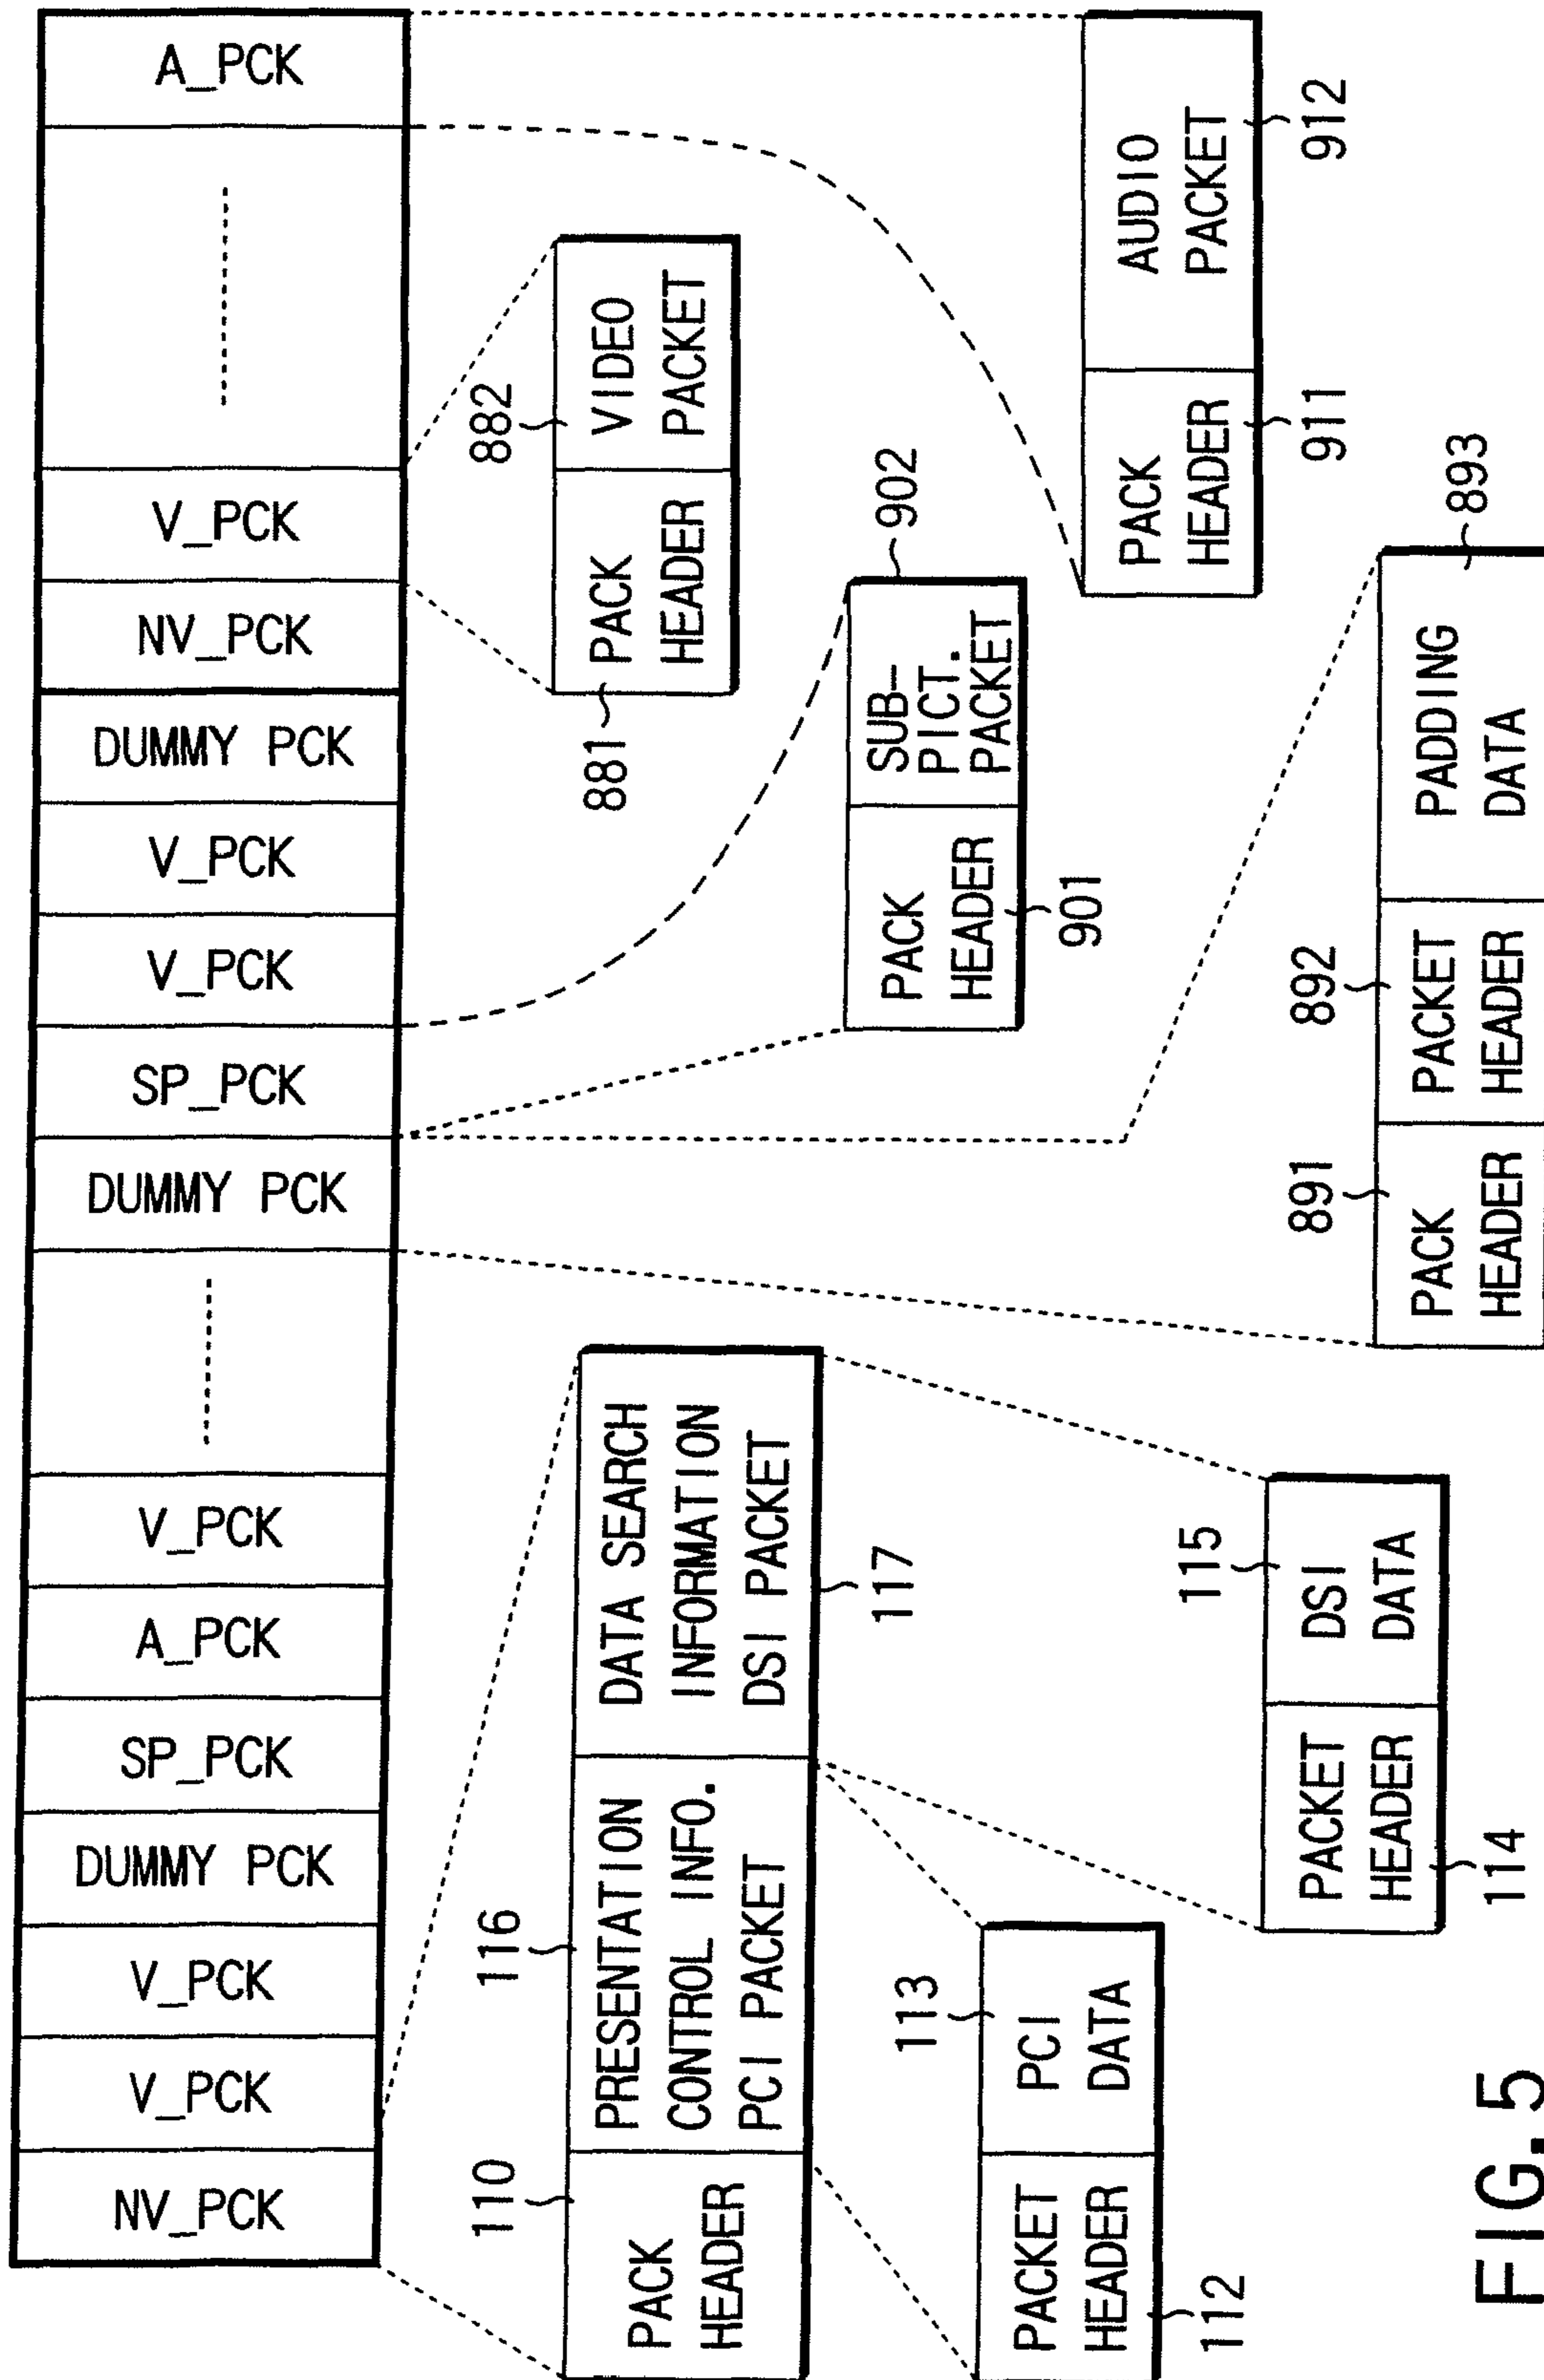 NV_PCK
V_PCK
V_PCK
DUMMY PCK
SP_PCK
A_PCK
V_PCK
DUMMY PCK
SP_PCK
V_PCK
V_PCK
DUMMY PCK
NV_PCK
V_PCK
A_PCK
110
116
PACK
HEADER
PRESENTATION
CONTROL INFO.
PCI PACKET
DATA SEARCH
INFORMATION
DSI PACKET
117
881
882
PACK
HEADER
VIDEO
PACKET
113
PACKET
HEADER
PCI
DATA
112
PACK
HEADER
SUB-
PICT.
PACKET
901
902
115
PACKET
HEADER
DSI
DATA
114
PACK
HEADER
AUDIO
PACKET
911
912
891
892
PACK
HEADER
PACKET
HEADER
PADDING
DATA
893
FIG. 5